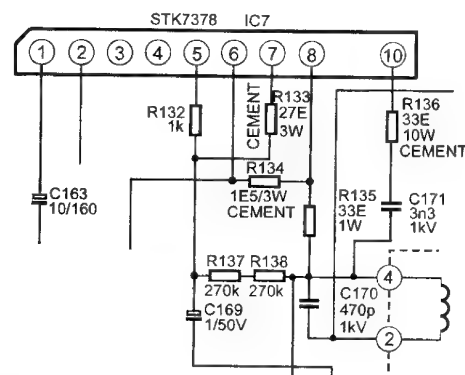 STK7378 IC7
1 2 3 4 5 6 7 8 10
R132
1k
CEMENT
R133
27E
3W
R136
33E
10W
CEMENT
R134
1E5/3W
CEMENT
C163
10/160
R135
33E
1W
C171
3n3
1kV
R137 R138
270k 270k
4
C169
1/50V
C170
470p
1kV
2